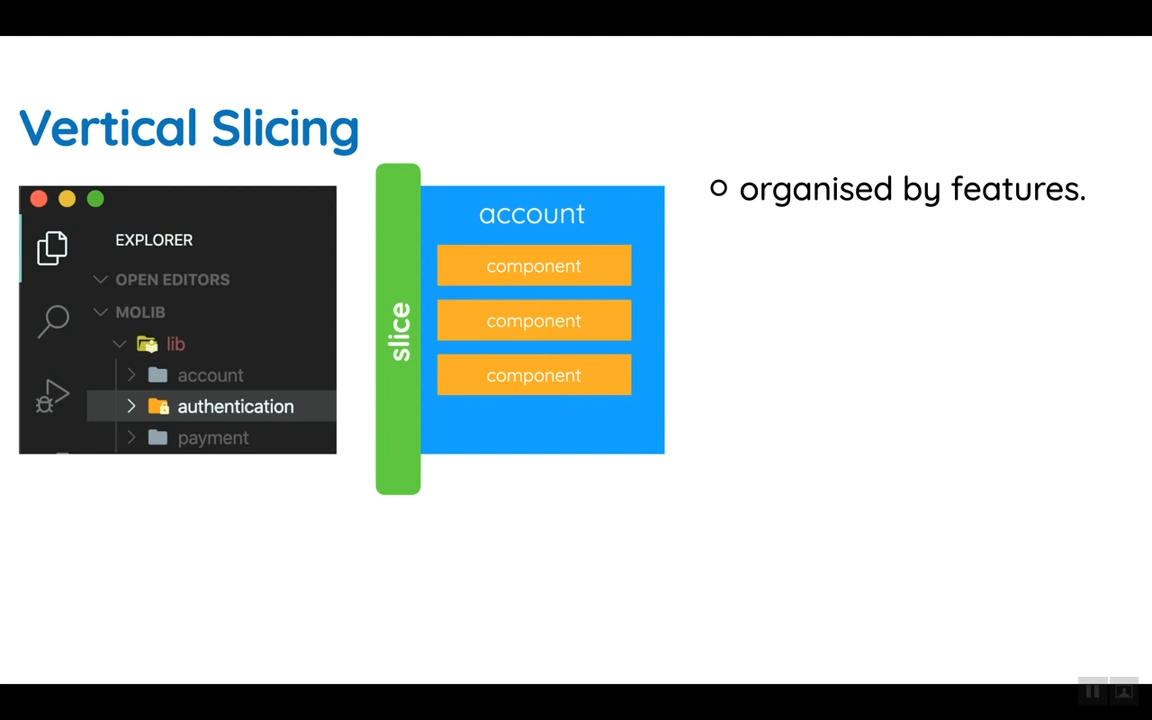 Vertical Slicing
EXPLORER
OPEN EDITORS
MOLIB
lib
account
authentication
payment
slice
account
component
component
component
organised by features.